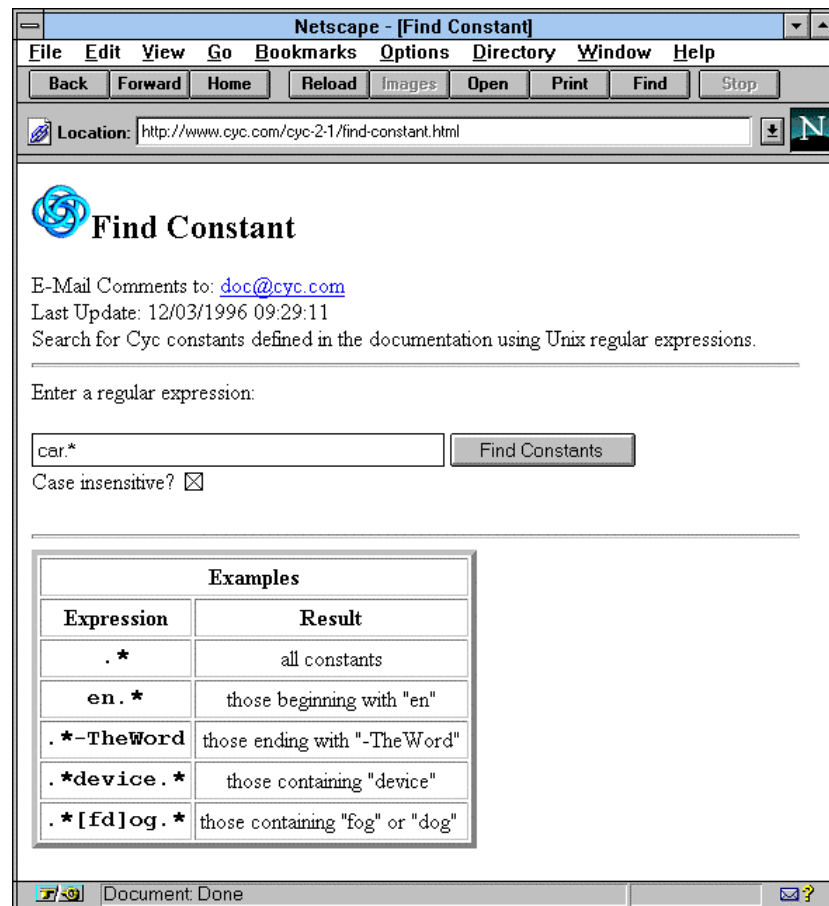 Netscape - [Find Constant]
File Edit View Go Bookmarks Options Directory Window Help
Back Forward Home Reload Images Open Print Find Stop
Location: http://www.cyc.com/cyc-2-1/find-constant.html N
Find Constant
E-Mail Comments to: doc@cyc.com
Last Update: 12/03/1996 09:29:11
Search for Cyc constants defined in the documentation using Unix regular expressions.
Enter a regular expression:
car.* Find Constants
Case insensitive?
Examples
Expression Result
.* all constants
en.* those beginning with "en"
.*-TheWord those ending with "-TheWord"
.*device.* those containing "device"
.*[fd]og.* those containing "fog" or "dog"
Document: Done ?